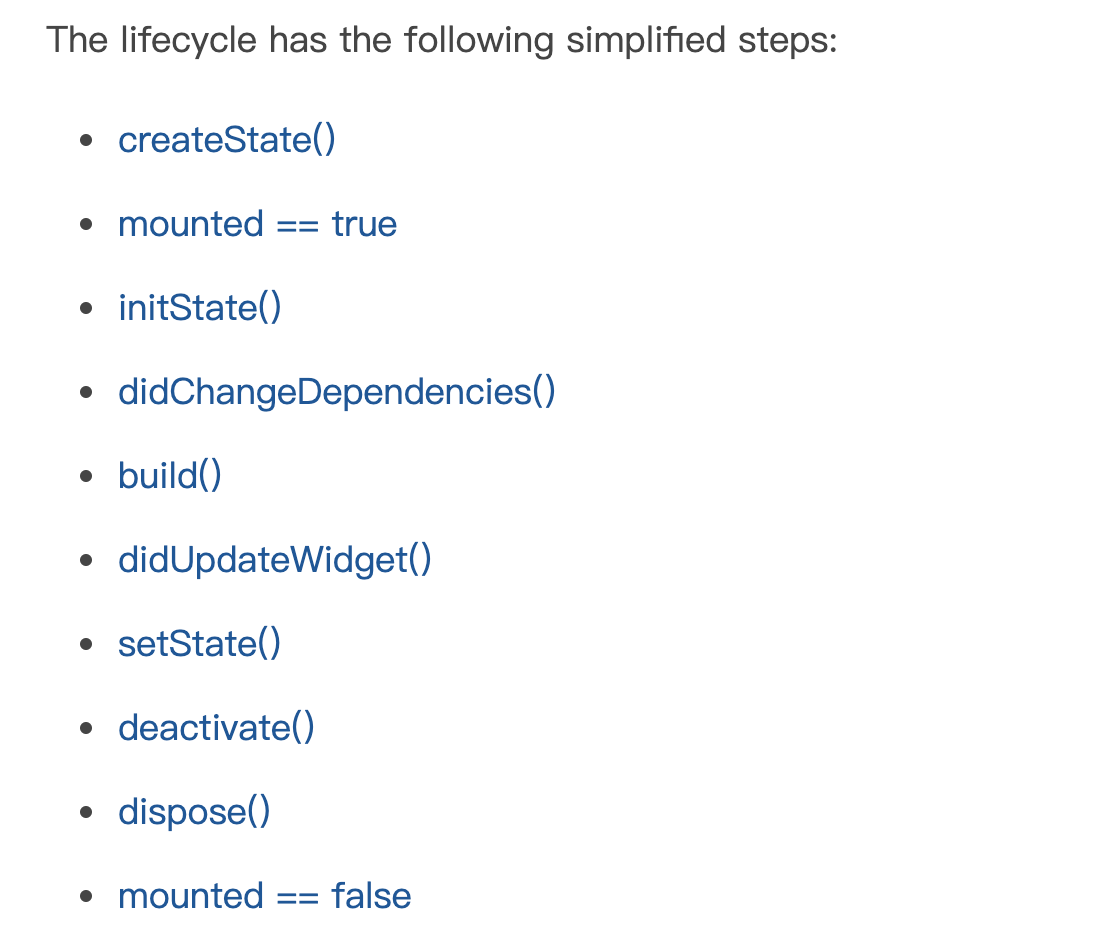 The lifecycle has the following simplified steps:
• createState()
• mounted == true
• initState()
• didChangeDependencies()
• build()
• didUpdateWidget()
• setState()
• deactivate()
• dispose()
• mounted == false